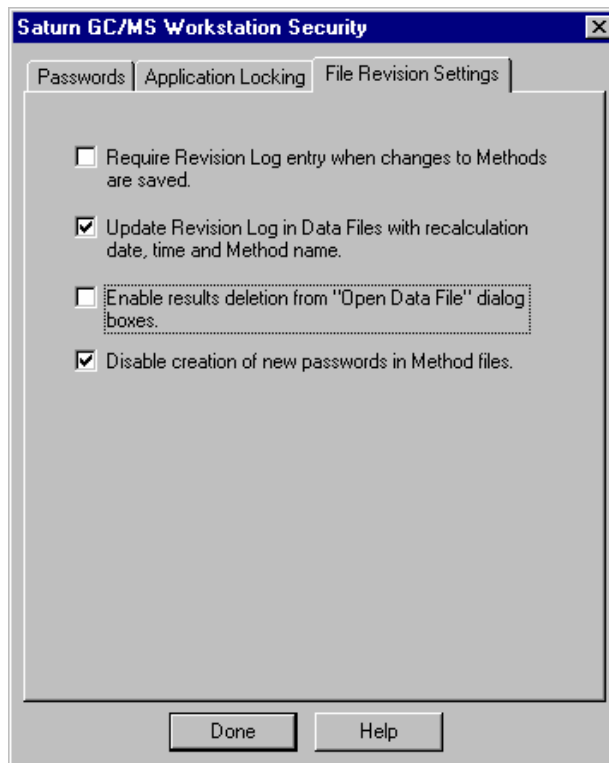 Saturn GC/MS Workstation Security
Passwords Application Locking File Revision Settings
Require Revision Log entry when changes to Methods
are saved.
Update Revision Log in Data Files with recalculation
date, time and Method name.
Enable results deletion from "Open Data File" dialog
boxes.
Disable creation of new passwords in Method files.
Done Help